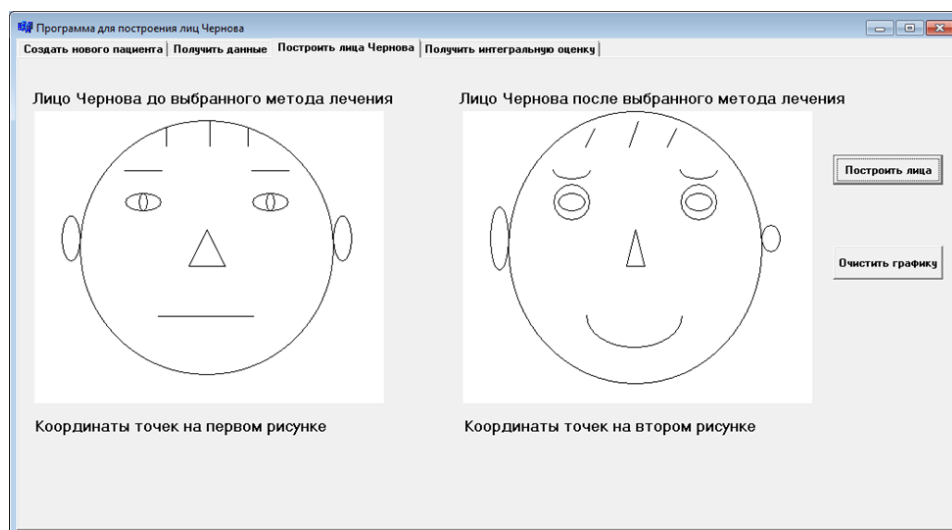 Программа для построения лиц Чернова
Создать нового пациента Получить данные Построить лица Чернова Получить интегральную оценку
Лицо Чернова до выбранного метода лечения
Лицо Чернова после выбранного метода лечения
Построить лица
Очистить графику
Координаты точек на первом рисунке
Координаты точек на втором рисунке